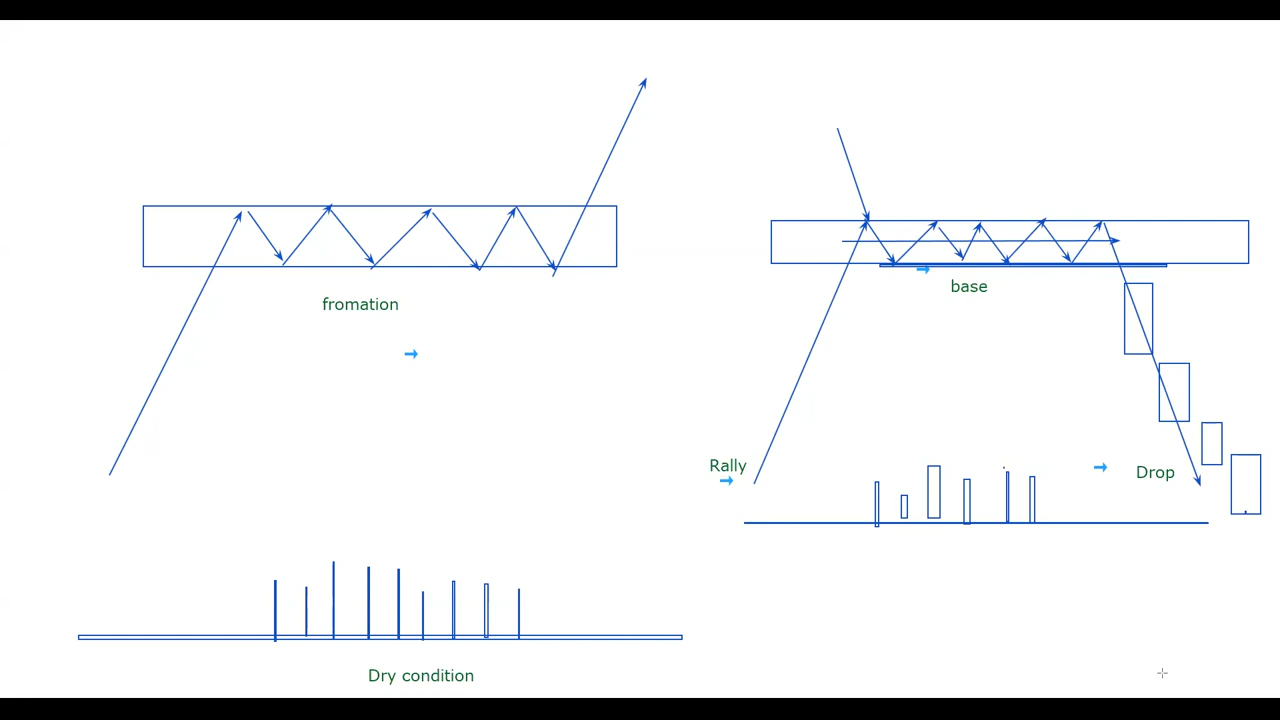 fromation
base
Rally
Drop
Dry condition